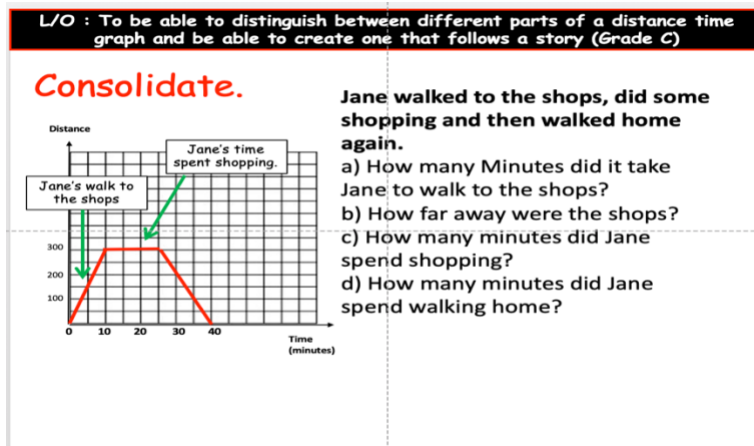 L/O : To be able to distinguish between different parts of a distance time
graph and be able to create one that follows a story (Grade C)
Consolidate.
Distance
Jane's time
spent shopping.
Jane's walk to
the shops
300
200
100
0 10 20 30 40
Time
(minutes)
Jane walked to the shops, did some
shopping and then walked home
again.
a) How many Minutes did it take
Jane to walk to the shops?
b) How far away were the shops?
c) How many minutes did Jane
spend shopping?
d) How many minutes did Jane
spend walking home?